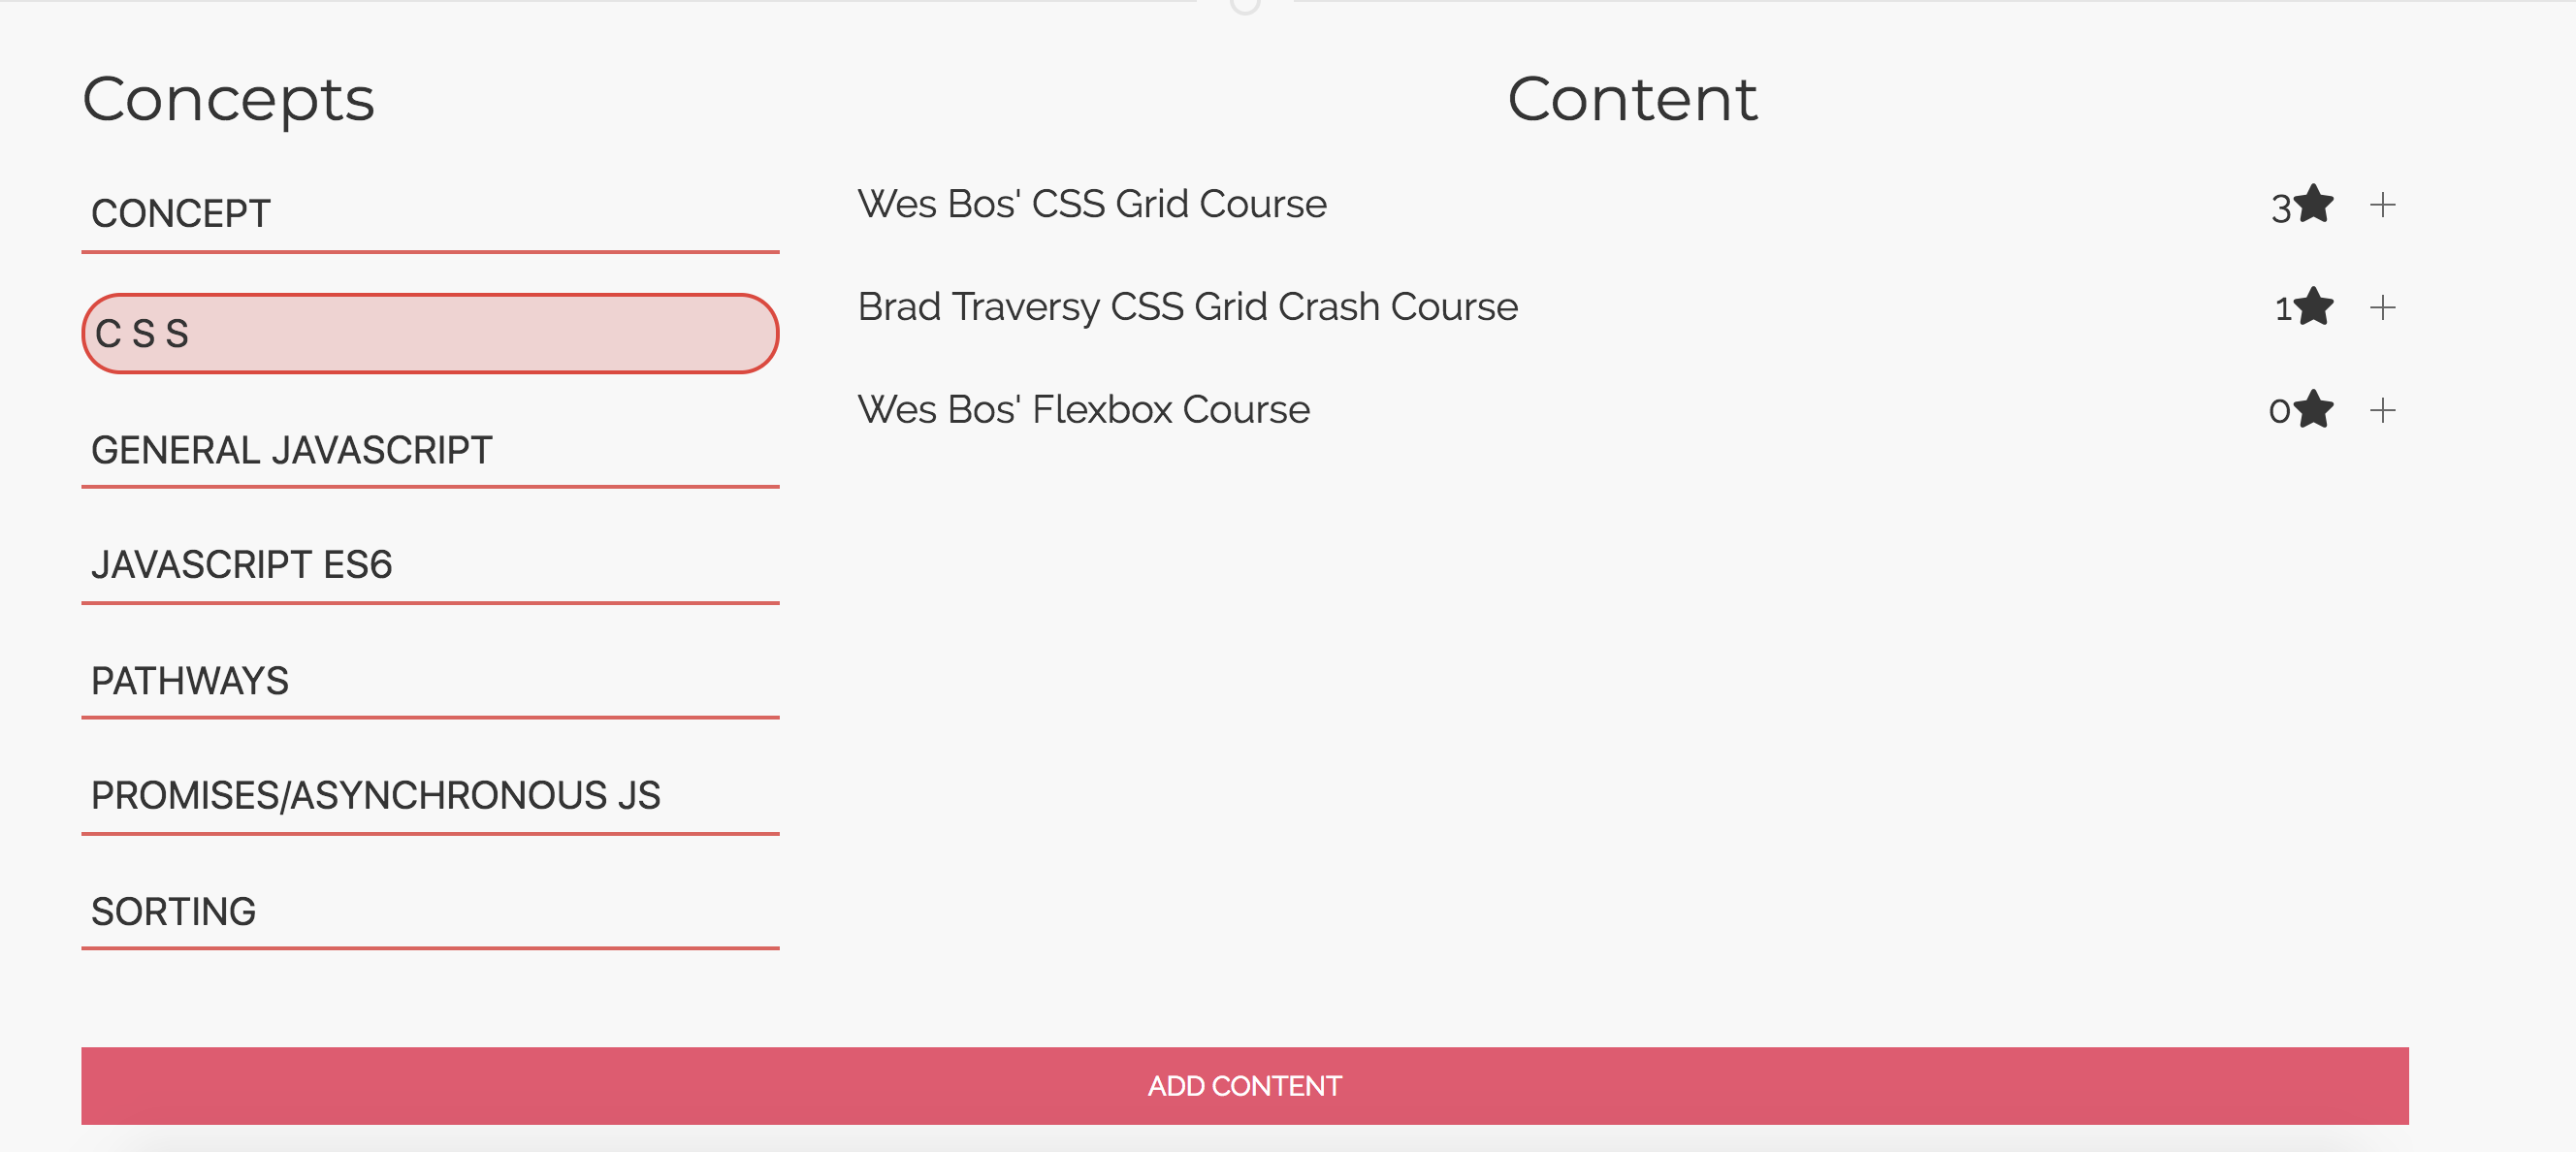 Concepts
CONCEPT
C S S
GENERAL JAVASCRIPT
JAVASCRIPT ES6
PATHWAYS
PROMISES/ASYNCHRONOUS JS
SORTING
Content
Wes Bos' CSS Grid Course 3
Brad Traversy CSS Grid Crash Course 1
Wes Bos' Flexbox Course 0
ADD CONTENT